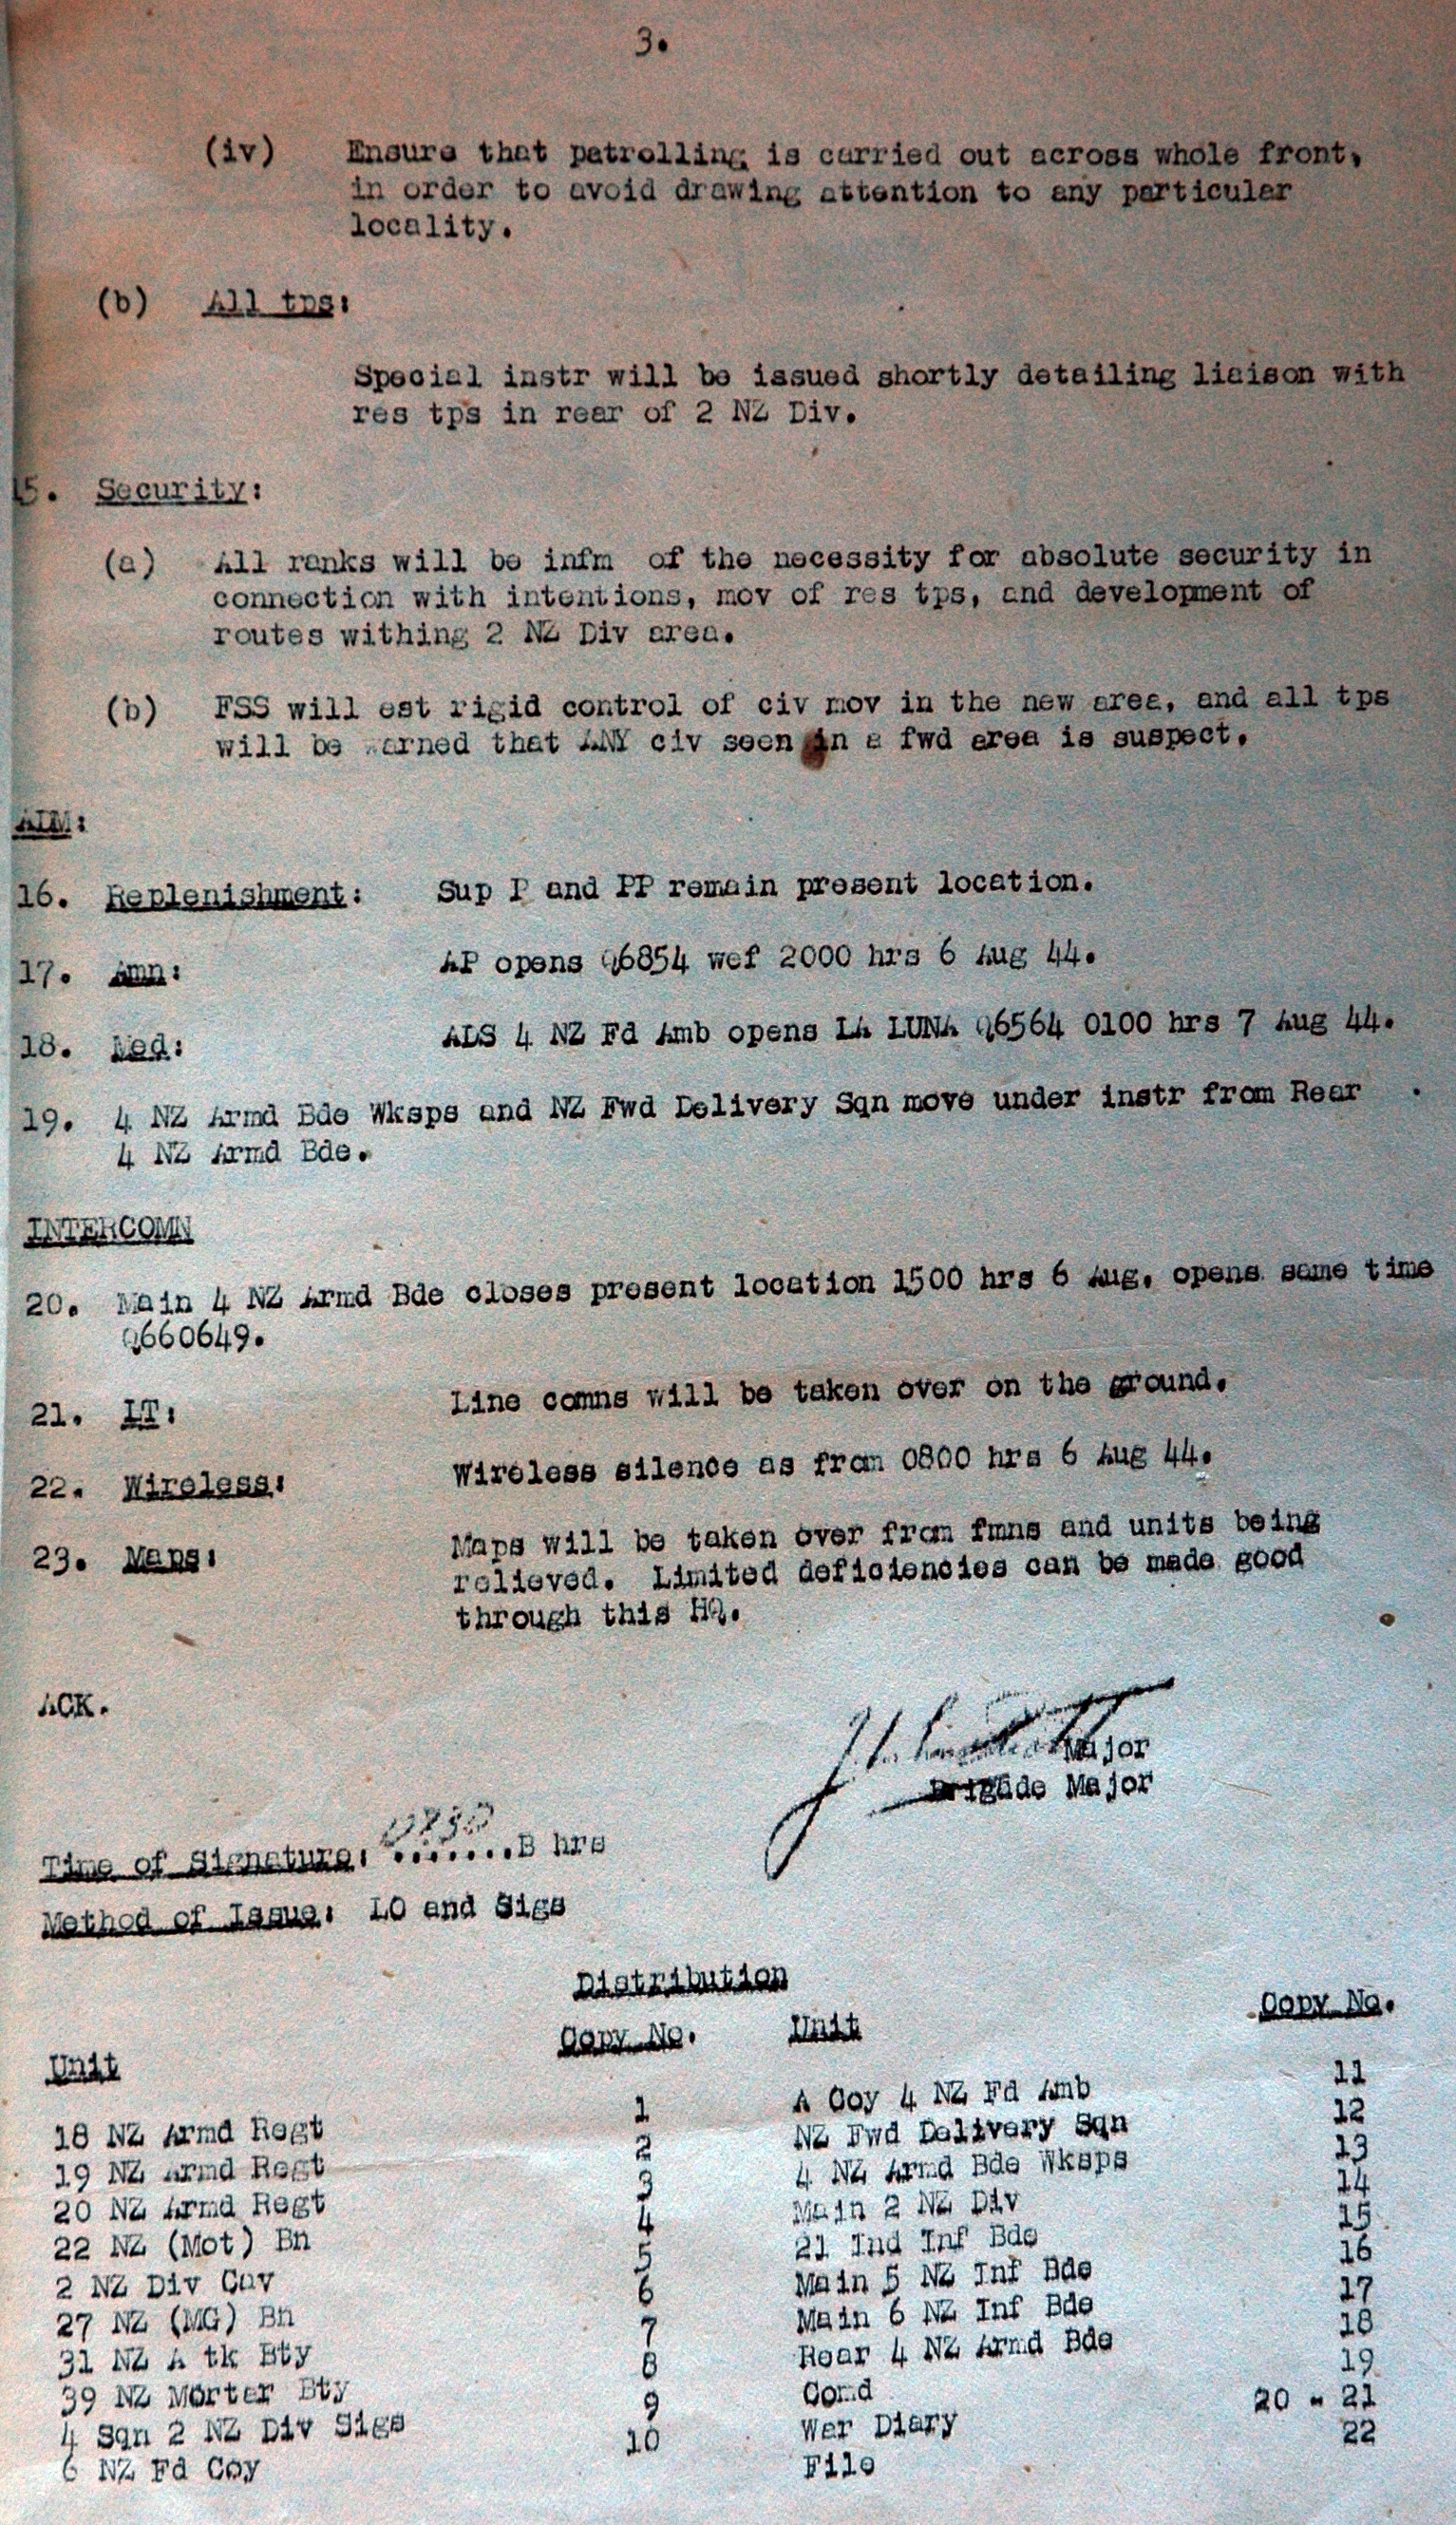 3.
(iv) Ensure that patrolling is carried out across whole front,
in order to avoid drawing attention to any particular
locality.
(b) All tps:
Special instr will be issued shortly detailing liaison with
res tps in rear of 2 NZ Div.
15. Security:
(a) All ranks will be infm of the necessity for absolute security in
connection with intentions, mov of res tps, and development of
routes withing 2 NZ Div area.
(b) FSS will est rigid control of civ mov in the new area, and all tps
will be warned that ANY civ seen in a fwd area is suspect.
ADM:
16. Replenishment: Sup P and PP remain present location.
17. Amn: AP opens Q6854 wef 2000 hrs 6 Aug 44.
18. Med: ADS 4 NZ Fd Amb opens LA LUNA Q6564 0100 hrs 7 Aug 44.
19. 4 NZ Armd Bde Wksps and NZ Fwd Delivery Sqn move under instr from Rear
4 NZ Armd Bde.
INTERCOMN
20. Main 4 NZ Armd Bde closes present location 1500 hrs 6 Aug, opens same time
Q660649.
21. LT: Line comns will be taken over on the ground.
22. Wireless: Wireless silence as from 0800 hrs 6 Aug 44.
23. Maps: Maps will be taken over from fmns and units being
relieved. Limited deficiencies can be made good
through this HQ.
ACK.
Major
Brigade Major
Time of Signature: .......B hrs
Method of Issue: LO and Sigs
Distribution
Unit Copy No. Unit Copy No.
18 NZ Armd Regt 1 A Coy 4 NZ Fd Amb 11
19 NZ Armd Regt 2 NZ Fwd Delivery Sqn 12
20 NZ Armd Regt 3 4 NZ Armd Bde Wksps 13
22 NZ (Mot) Bn 4 Main 2 NZ Div 14
2 NZ Div Cav 5 21 Ind Inf Bde 15
27 NZ (MG) Bn 6 Main 5 NZ Inf Bde 16
31 NZ A tk Bty 7 Main 6 NZ Inf Bde 17
39 NZ Morter Bty 8 Rear 4 NZ Armd Bde 18
4 Sqn 2 NZ Div Sigs 9 Comd 19
6 NZ Fd Coy 10 War Diary 20 - 21
File 22